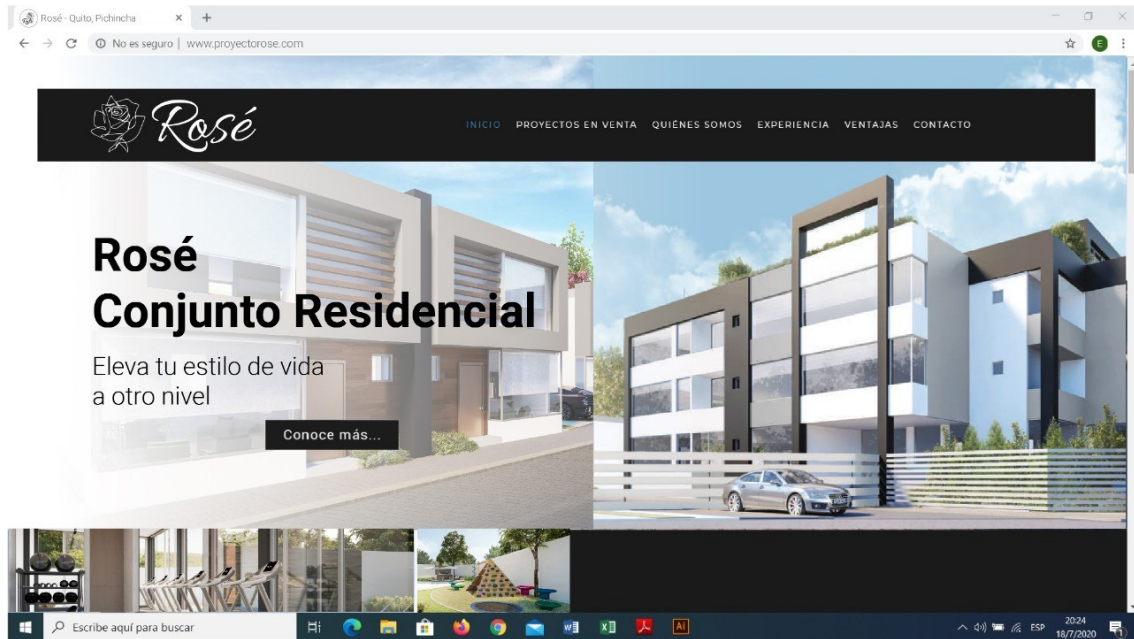 Rosé - Quito, Pichincha
No es seguro | www.proyectorose.com
E
Rosé
INICIO PROYECTOS EN VENTA QUIÉNES SOMOS EXPERIENCIA VENTAJAS CONTACTO
Rosé
Conjunto Residencial
Eleva tu estilo de vida
a otro nivel
Conoce más...
Escribe aquí para buscar
Ai
ESP
20:24
18/7/2020